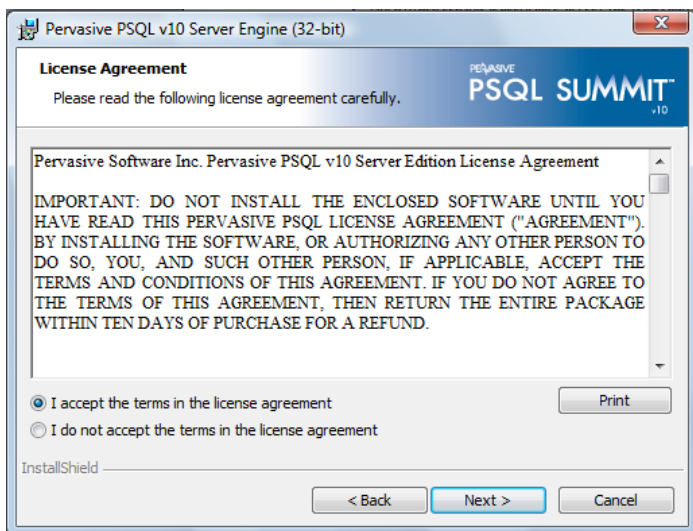 Pervasive PSQL v10 Server Engine (32-bit)
License Agreement
Please read the following license agreement carefully.
PERVASIVE
PSQL SUMMIT™
v10
Pervasive Software Inc. Pervasive PSQL v10 Server Edition License Agreement
IMPORTANT: DO NOT INSTALL THE ENCLOSED SOFTWARE UNTIL YOU
HAVE READ THIS PERVASIVE PSQL LICENSE AGREEMENT ("AGREEMENT").
BY INSTALLING THE SOFTWARE, OR AUTHORIZING ANY OTHER PERSON TO
DO SO, YOU, AND SUCH OTHER PERSON, IF APPLICABLE, ACCEPT THE
TERMS AND CONDITIONS OF THIS AGREEMENT. IF YOU DO NOT AGREE TO
THE TERMS OF THIS AGREEMENT, THEN RETURN THE ENTIRE PACKAGE
WITHIN TEN DAYS OF PURCHASE FOR A REFUND.
I accept the terms in the license agreement
Print
I do not accept the terms in the license agreement
InstallShield
< Back
Next >
Cancel